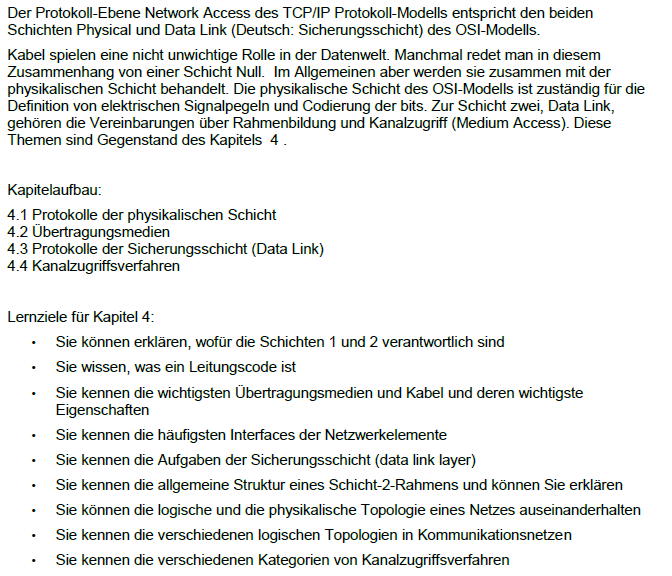 Der Protokoll-Ebene Network Access des TCP/IP Protokoll-Modells entspricht den beiden
Schichten Physical und Data Link (Deutsch: Sicherungsschicht) des OSI-Modells.
Kabel spielen eine nicht unwichtige Rolle in der Datenwelt. Manchmal redet man in diesem
Zusammenhang von einer Schicht Null.  Im Allgemeinen aber werden sie zusammen mit der
physikalischen Schicht behandelt. Die physikalische Schicht des OSI-Modells ist zuständig für die
Definition von elektrischen Signalpegeln und Codierung der bits. Zur Schicht zwei, Data Link,
gehören die Vereinbarungen über Rahmenbildung und Kanalzugriff (Medium Access). Diese
Themen sind Gegenstand des Kapitels  4 .
Kapitelaufbau:
4.1 Protokolle der physikalischen Schicht
4.2 Übertragungsmedien
4.3 Protokolle der Sicherungsschicht (Data Link)
4.4 Kanalzugriffsverfahren
Lernziele für Kapitel 4:
• Sie können erklären, wofür die Schichten 1 und 2 verantwortlich sind
• Sie wissen, was ein Leitungscode ist
• Sie kennen die wichtigsten Übertragungsmedien und Kabel und deren wichtigste
Eigenschaften
• Sie kennen die häufigsten Interfaces der Netzwerkelemente
• Sie kennen die Aufgaben der Sicherungsschicht (data link layer)
• Sie kennen die allgemeine Struktur eines Schicht-2-Rahmens und können Sie erklären
• Sie können die logische und die physikalische Topologie eines Netzes auseinanderhalten
• Sie kennen die verschiedenen logischen Topologien in Kommunikationsnetzen
• Sie kennen die verschiedenen Kategorien von Kanalzugriffsverfahren